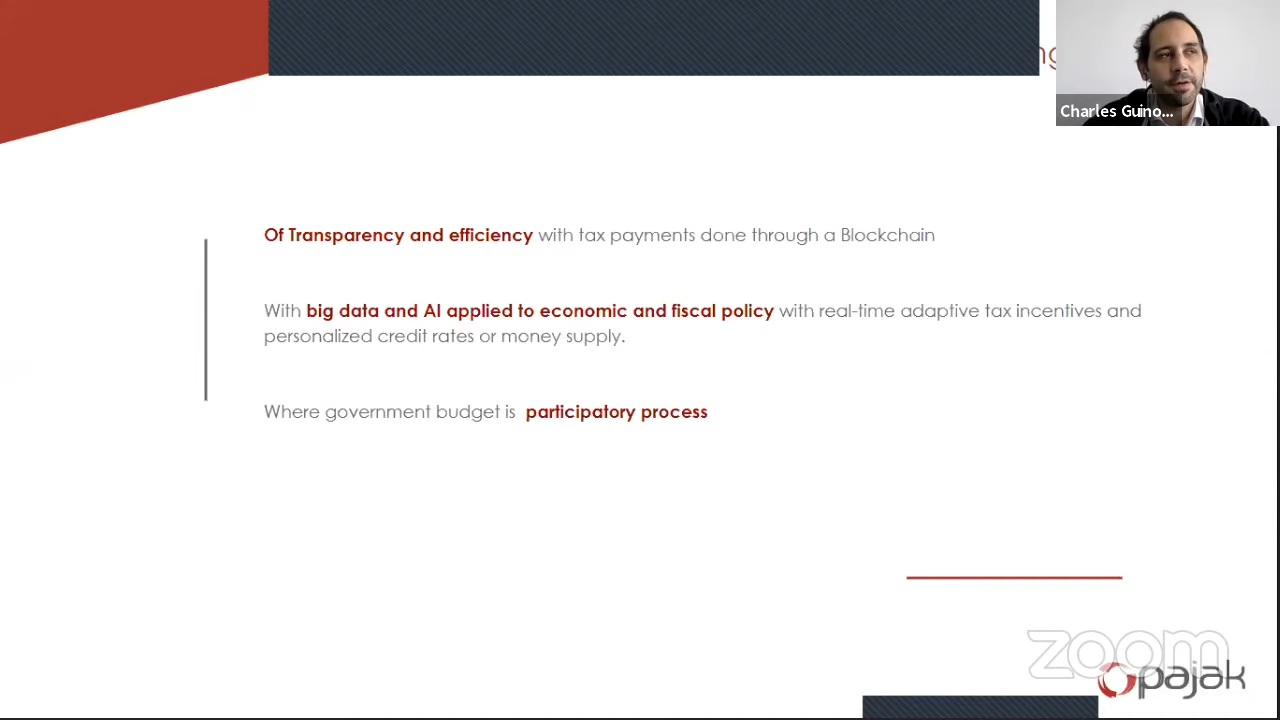 Charles Guino...
Of Transparency and efficiency with tax payments done through a Blockchain
With big data and AI applied to economic and fiscal policy with real-time adaptive tax incentives and
personalized credit rates or money supply.
Where government budget is participatory process
zoom
pajak